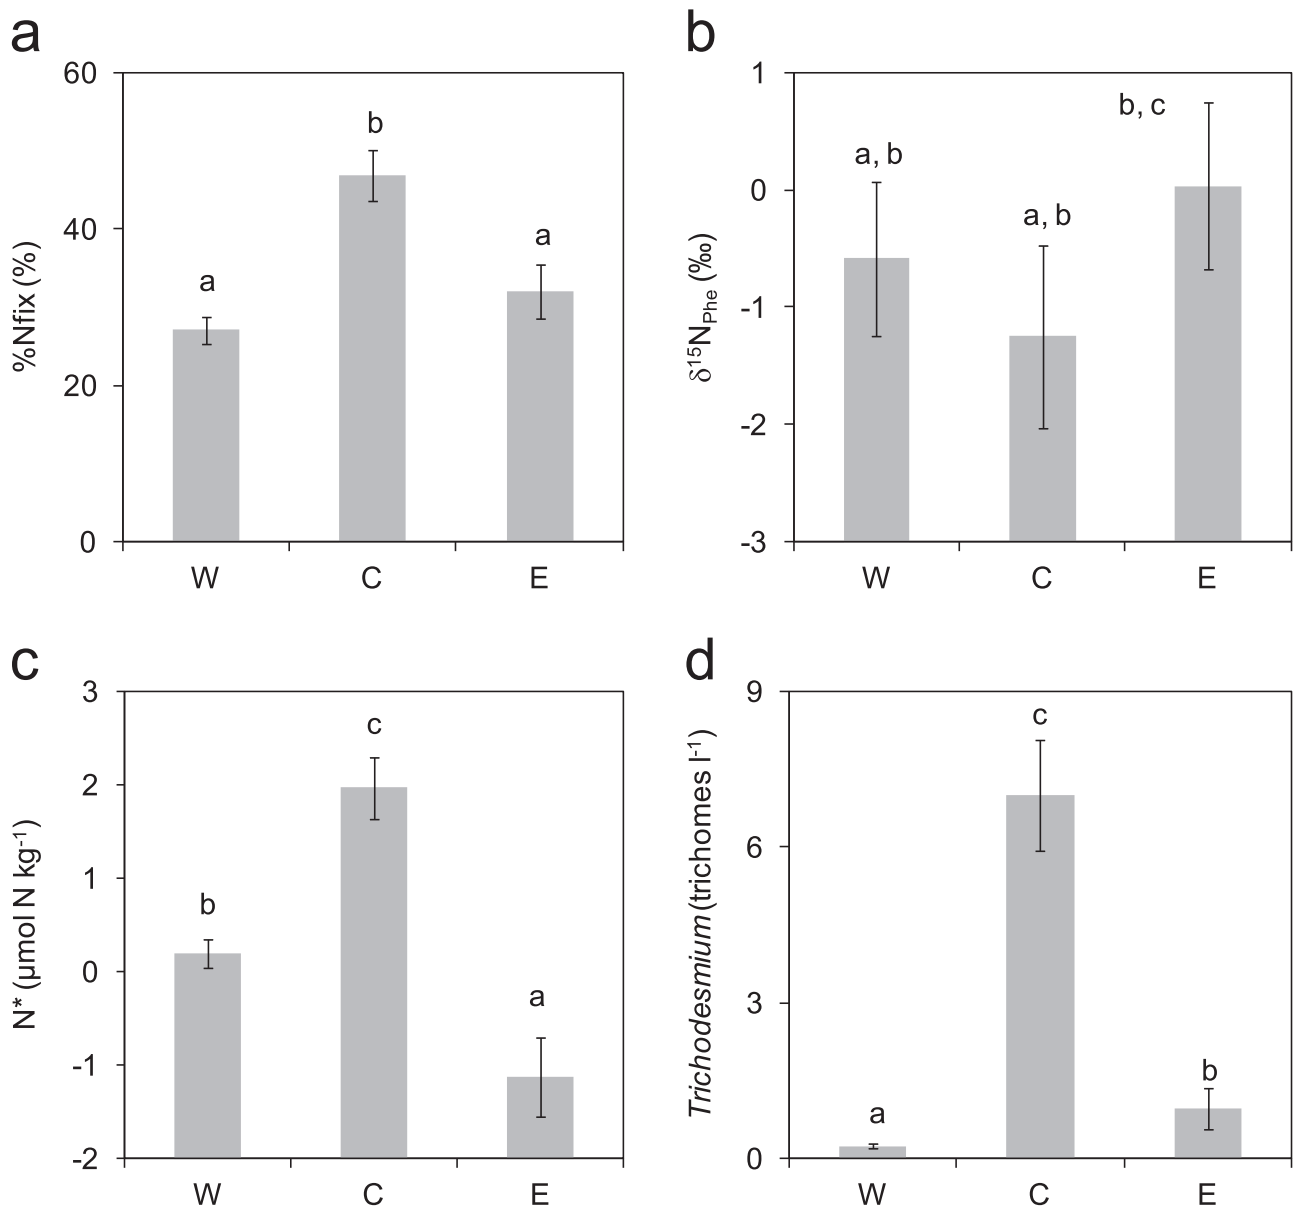 a
60
40
20
0
%Nfix (%)
a
b
a
W C E
b
1
0
-1
-2
-3
δ¹⁵N_Phe (‰)
a, b
a, b
b, c
W C E
c
3
2
1
0
-1
-2
N* (µmol N kg⁻¹)
b
c
a
W C E
d
9
6
3
0
Trichodesmium (trichomes l⁻¹)
a
c
b
W C E